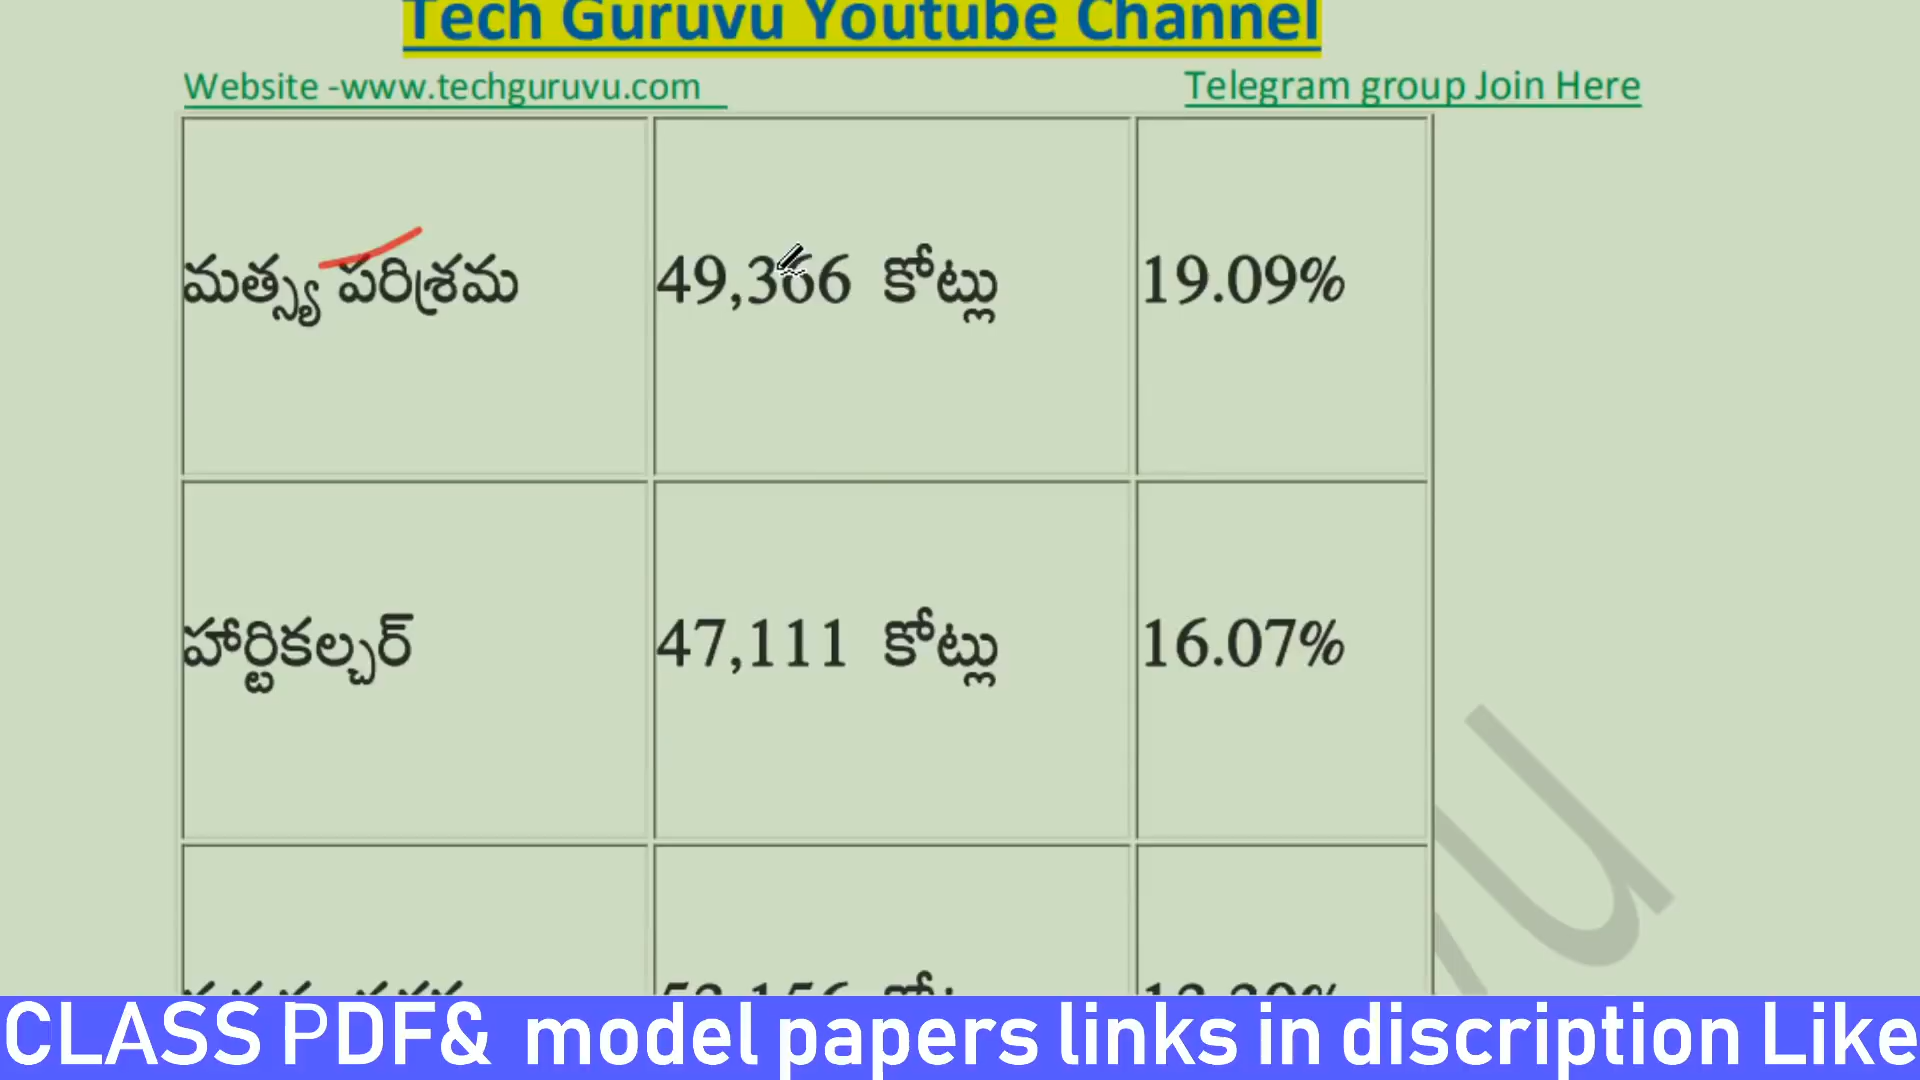 Tech Guruvu Youtube Channel
Website -www.techguruvu.com Telegram group Join Here
మత్స్య పరిశ్రమ 49,366 కోట్లు 19.09%
హార్టికల్చర్ 47,111 కోట్లు 16.07%
CLASS PDF& model papers links in discription Like